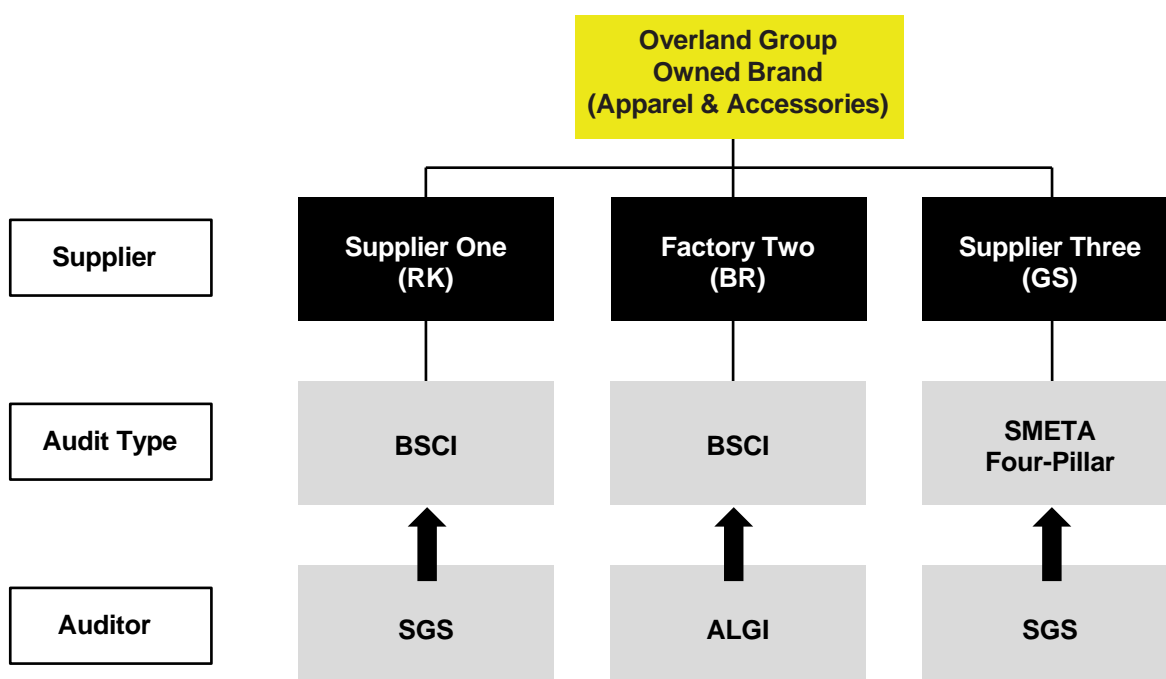 Overland Group
Owned Brand
(Apparel & Accessories)
Supplier
Supplier One
(RK)
Factory Two
(BR)
Supplier Three
(GS)
Audit Type
BSCI
BSCI
SMETA
Four-Pillar
Auditor
SGS
ALGI
SGS